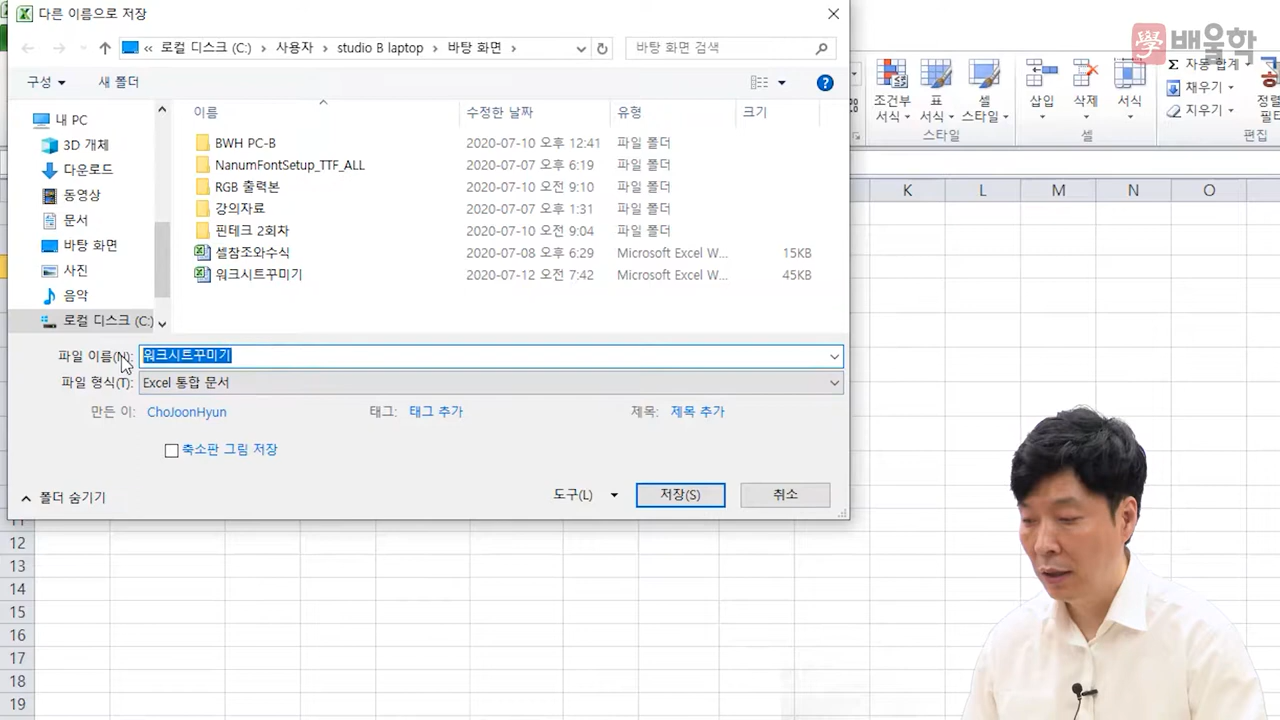 다른 이름으로 저장
« 로컬 디스크 (C:) › 사용자 › studio B laptop › 바탕 화면 ›
바탕 화면 검색
구성 새 폴더
이름 수정한 날짜 유형 크기
내 PC
3D 개체
다운로드
동영상
문서
바탕 화면
사진
음악
로컬 디스크 (C:)
BWH PC-B 2020-07-10 오후 12:41 파일 폴더
NanumFontSetup_TTF_ALL 2020-07-07 오후 6:19 파일 폴더
RGB 출력본 2020-07-10 오전 9:10 파일 폴더
강의자료 2020-07-07 오후 1:31 파일 폴더
핀테크 2회차 2020-07-10 오전 9:04 파일 폴더
셀참조와수식 2020-07-08 오후 6:29 Microsoft Excel W... 15KB
워크시트꾸미기 2020-07-12 오전 7:42 Microsoft Excel W... 45KB
파일 이름(N): 워크시트꾸미기
파일 형식(T): Excel 통합 문서
만든 이: ChoJoonHyun 태그: 태그 추가 제목: 제목 추가
축소판 그림 저장
폴더 숨기기 도구(L) 저장(S) 취소
學 배울학
조건부 서식
표 서식
셀 스타일
스타일
삽입 삭제 서식
셀
Σ 자동 합계
채우기
지우기
편집
K L M N O
12
13
14
15
16
17
18
19